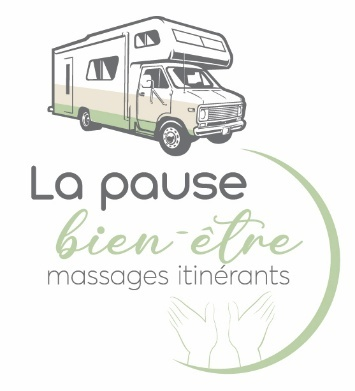 La pause
bien-être
massages itinérants